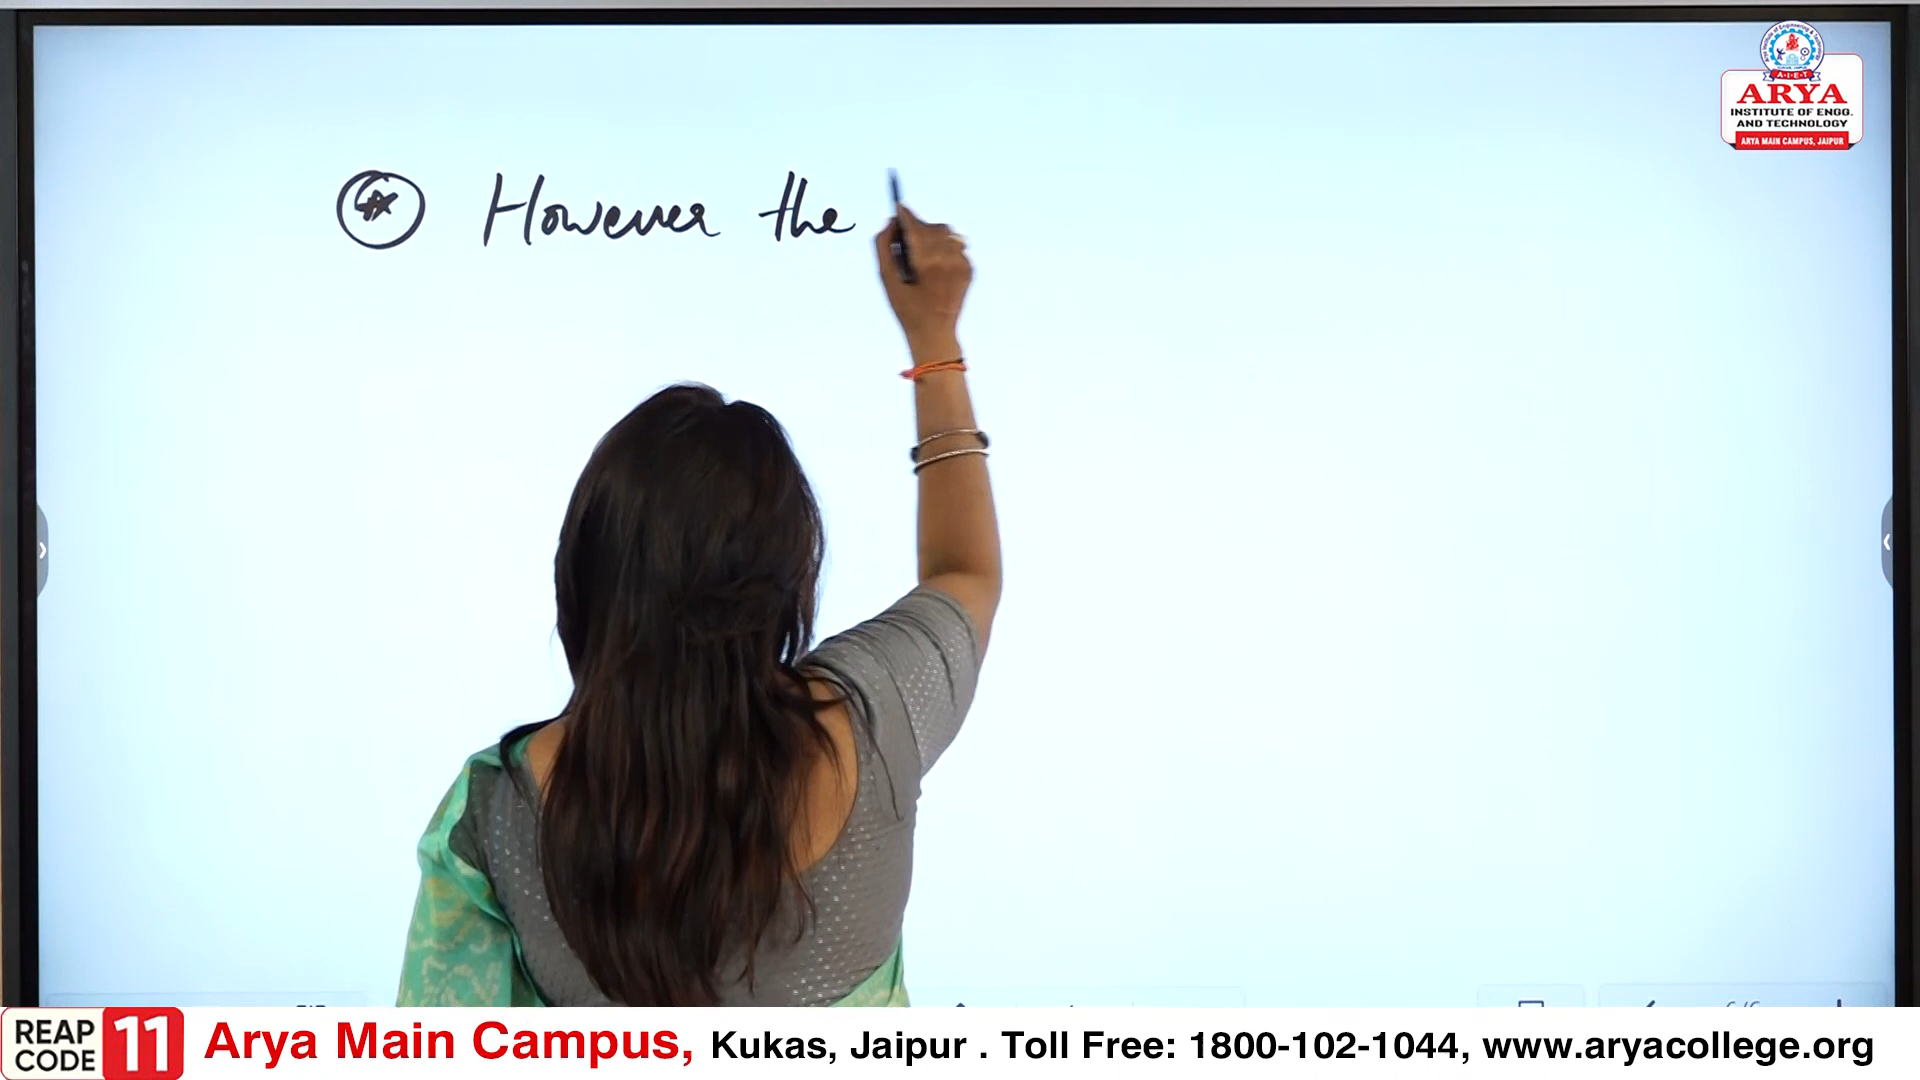 However the
A.I.E.T
ARYA
INSTITUTE OF ENGG.
AND TECHNOLOGY
ARYA MAIN CAMPUS, JAIPUR
REAP
CODE 11
Arya Main Campus, Kukas, Jaipur . Toll Free: 1800-102-1044, www.aryacollege.org